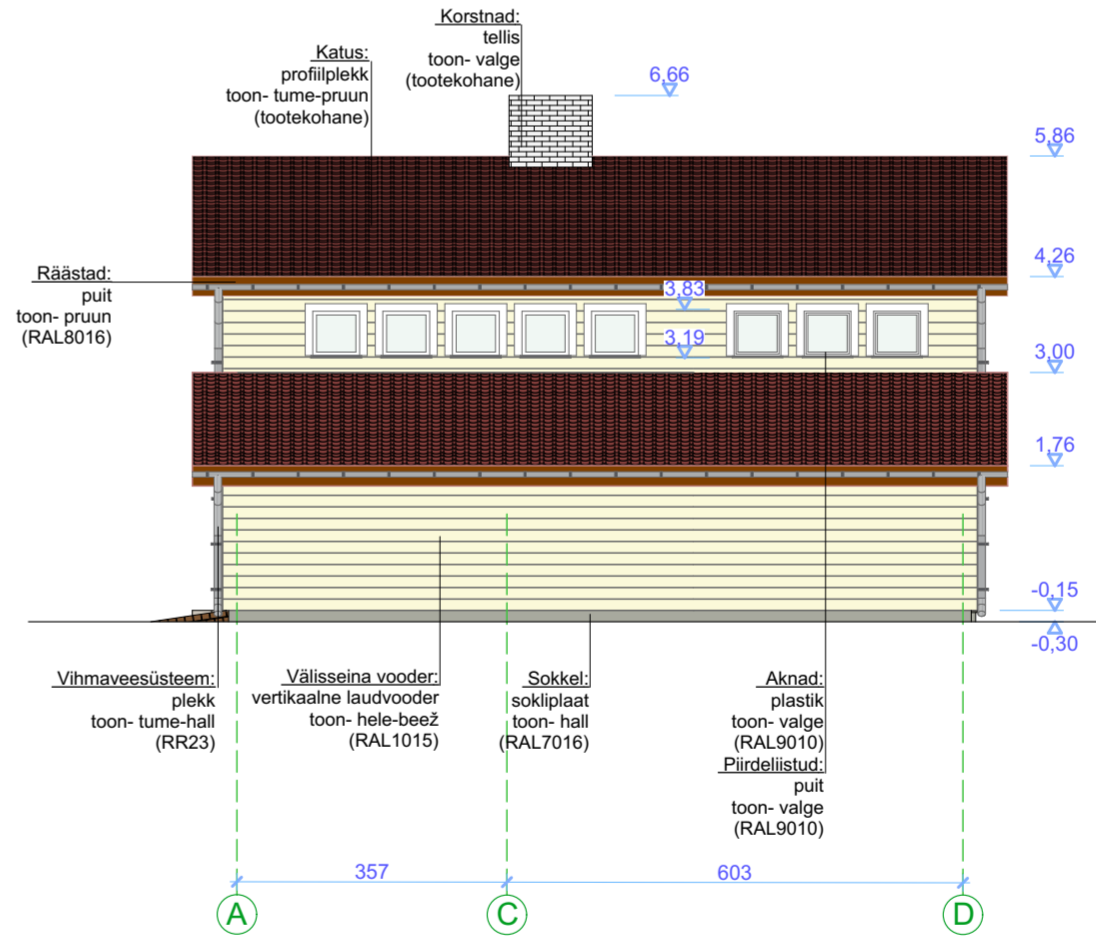 Korstnad:
tellis
toon- valge
(tootekohane)
Katus:
profiilplekk
toon- tume-pruun
(tootekohane)
6,66
5,86
4,26
Räästad:
puit
toon- pruun
(RAL8016)
3,83
3,19
3,00
1,76
-0,15
-0,30
Vihmaveesüsteem:
plekk
toon- tume-hall
(RR23)
Välisseina vooder:
vertikaalne laudvooder
toon- hele-beež
(RAL1015)
Sokkel:
sokliplaat
toon- hall
(RAL7016)
Aknad:
plastik
toon- valge
(RAL9010)
Piirdeliistud:
puit
toon- valge
(RAL9010)
357
603
A
C
D